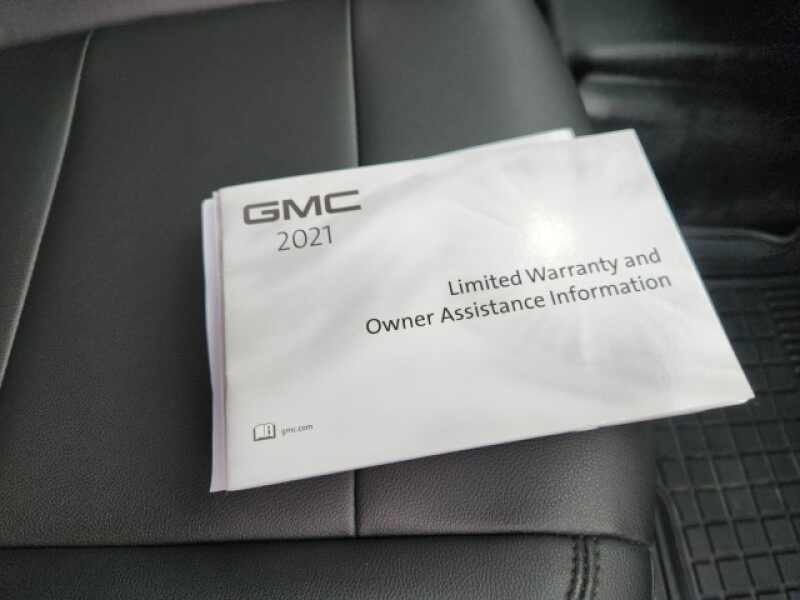 GMC
2021
Limited Warranty and
Owner Assistance Information
gmc.com